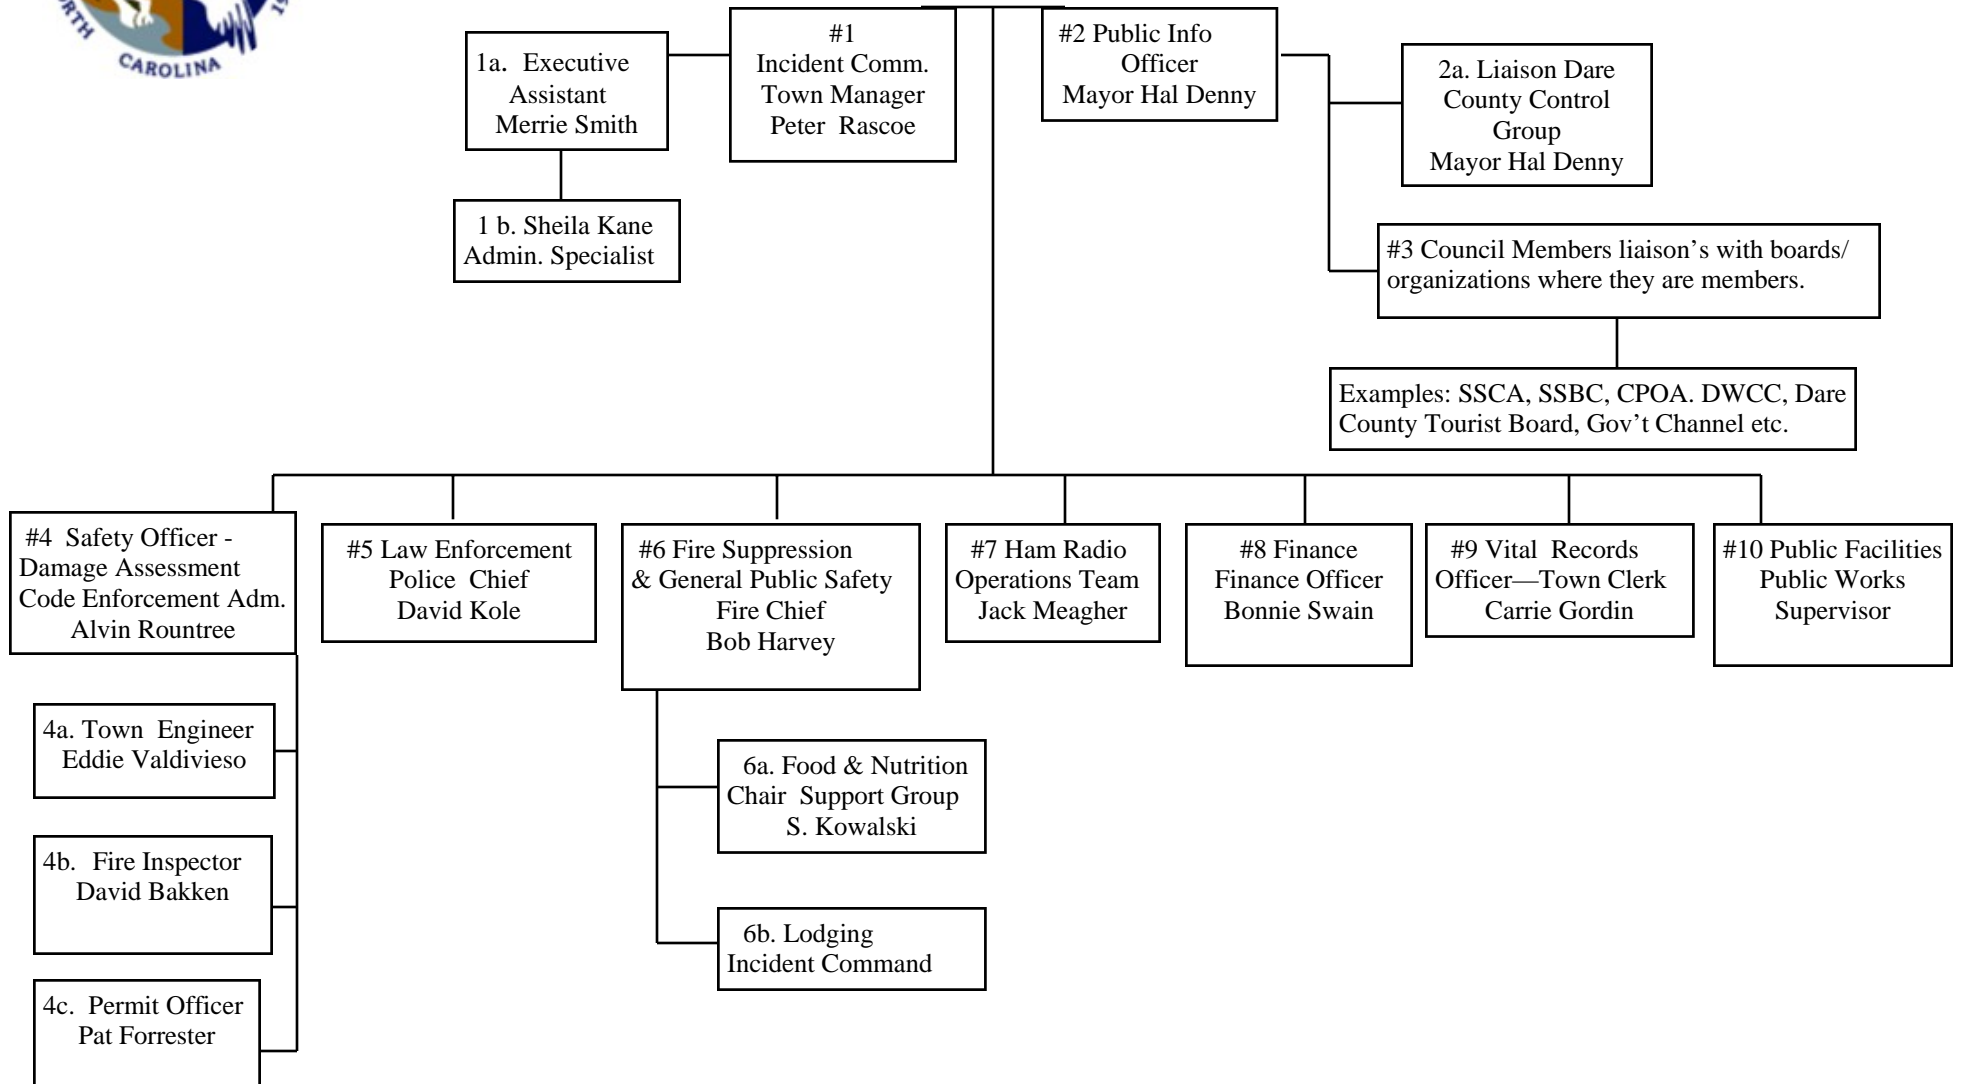 ORTH
CAROLINA
1a. Executive
Assistant
Merrie Smith
#1
Incident Comm.
Town Manager
Peter Rascoe
#2 Public Info
Officer
Mayor Hal Denny
2a. Liaison Dare
County Control
Group
Mayor Hal Denny
1 b. Sheila Kane
Admin. Specialist
#3 Council Members liaison's with boards/
organizations where they are members.
Examples: SSCA, SSBC, CPOA. DWCC, Dare
County Tourist Board, Gov't Channel etc.
#4 Safety Officer -
Damage Assessment
Code Enforcement Adm.
Alvin Rountree
#5 Law Enforcement
Police Chief
David Kole
#6 Fire Suppression
& General Public Safety
Fire Chief
Bob Harvey
#7 Ham Radio
Operations Team
Jack Meagher
#8 Finance
Finance Officer
Bonnie Swain
#9 Vital Records
Officer—Town Clerk
Carrie Gordin
#10 Public Facilities
Public Works
Supervisor
4a. Town Engineer
Eddie Valdivieso
4b. Fire Inspector
David Bakken
4c. Permit Officer
Pat Forrester
6a. Food & Nutrition
Chair Support Group
S. Kowalski
6b. Lodging
Incident Command